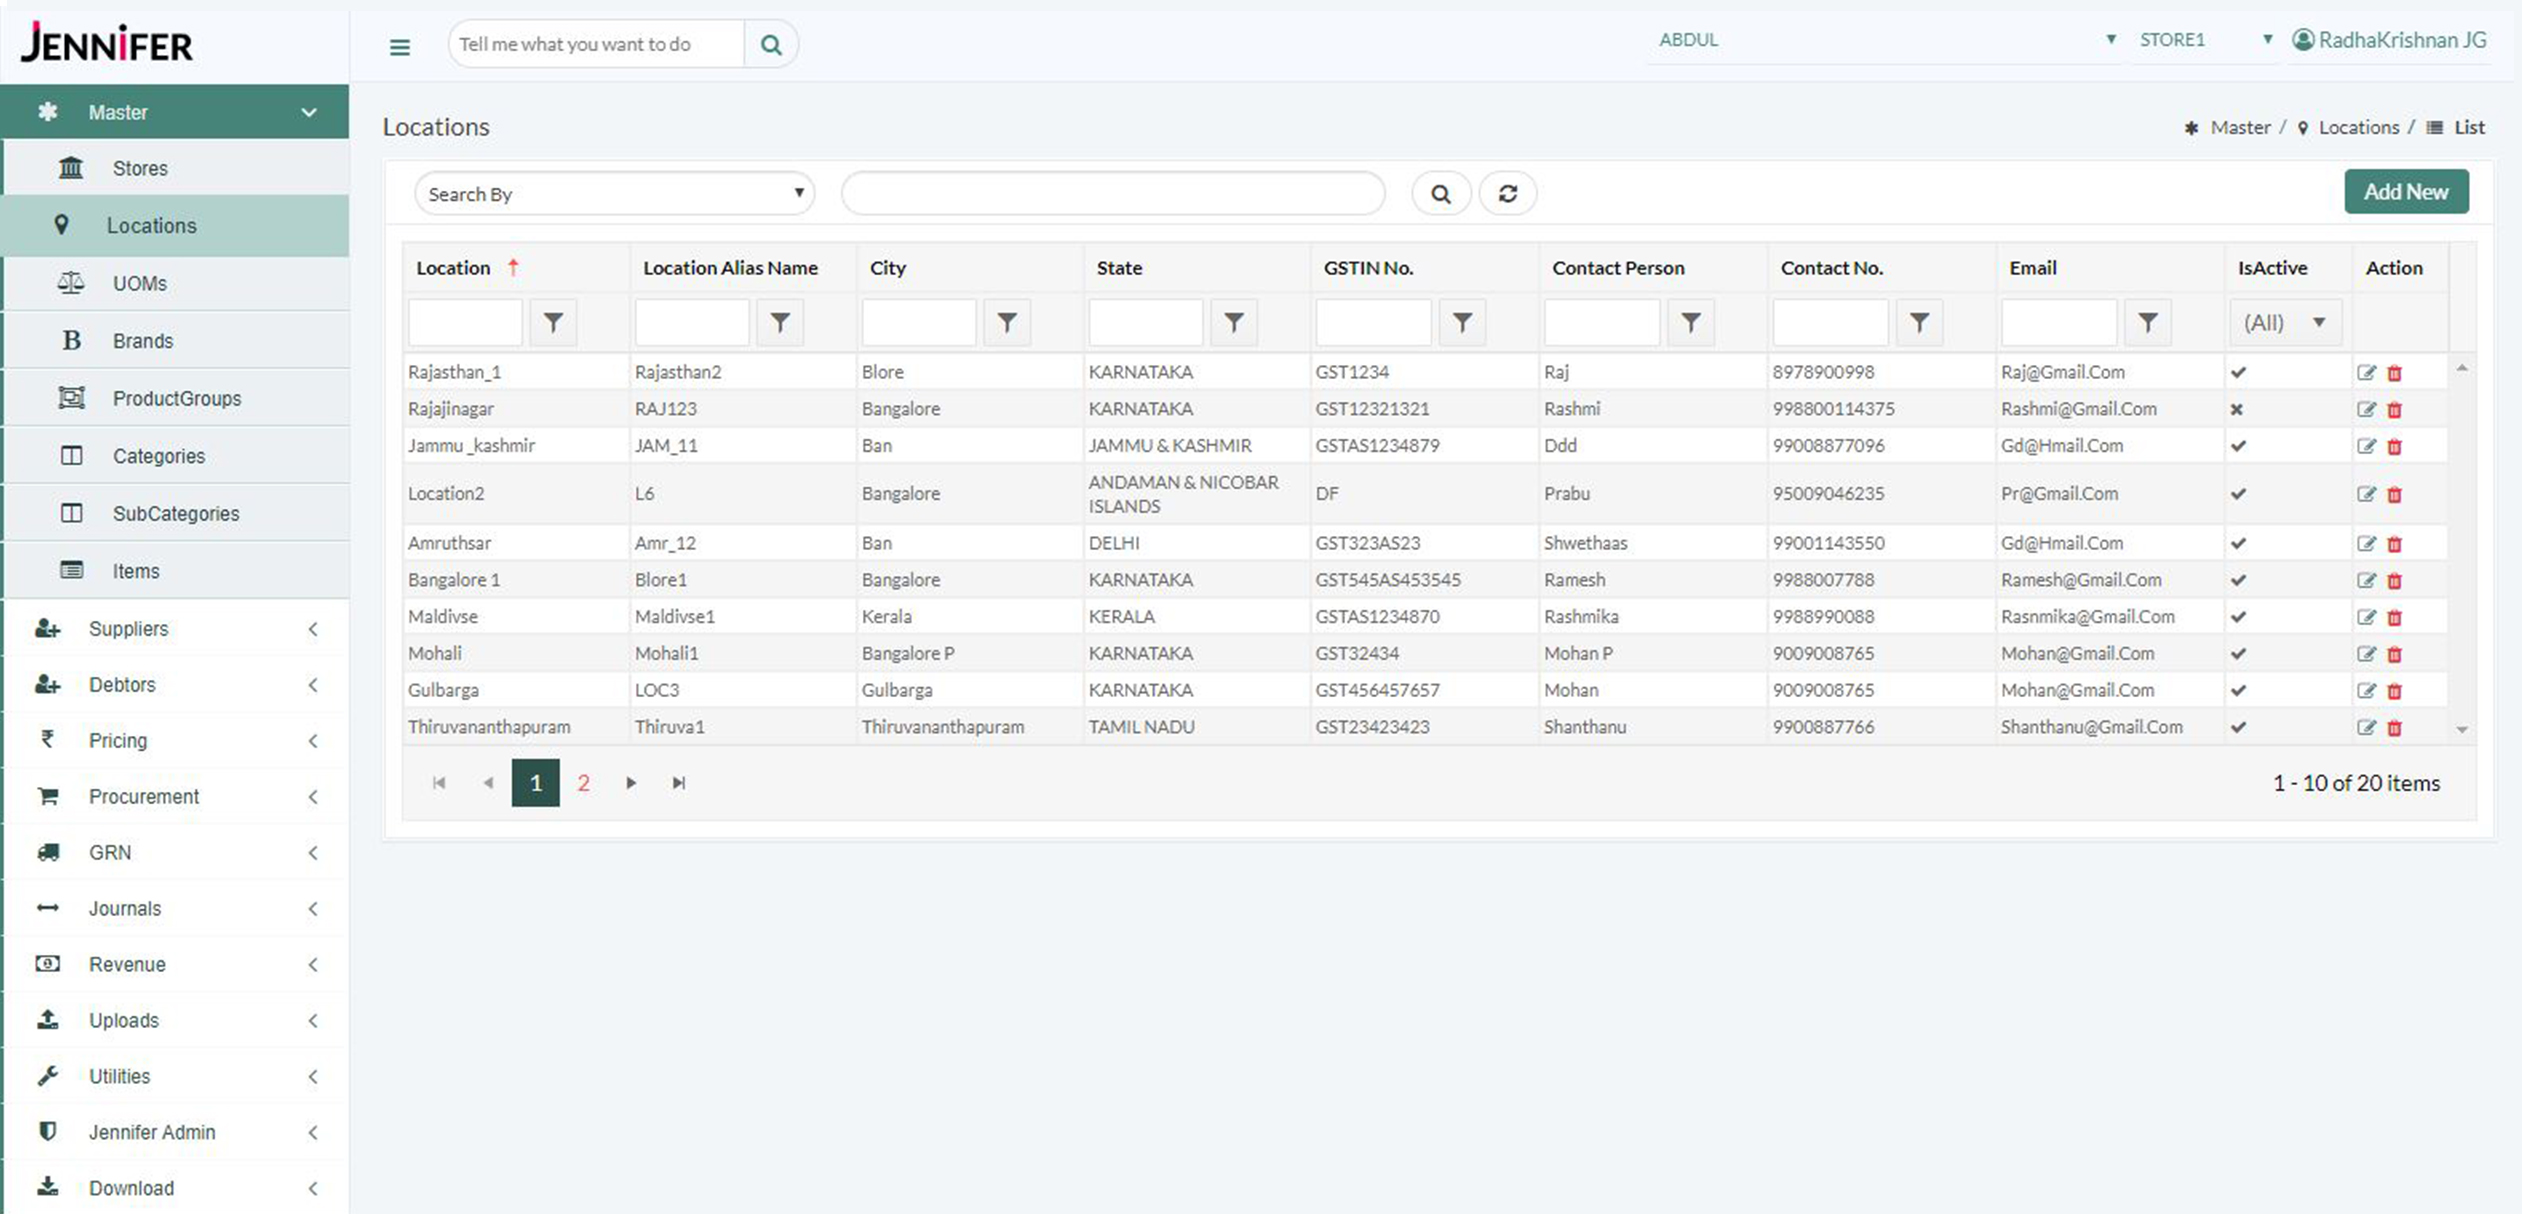 JENNiFER
Tell me what you want to do
ABDUL
STORE1
RadhaKrishnan JG
Master
Stores
Locations
UOMs
Brands
ProductGroups
Categories
SubCategories
Items
Suppliers
Debtors
Pricing
Procurement
GRN
Journals
Revenue
Uploads
Utilities
Jennifer Admin
Download
Locations
Master / Locations / List
Search By
Add New
Location Location Alias Name City State GSTIN No. Contact Person Contact No. Email IsActive Action
(All)
Rajasthan_1 Rajasthan2 Blore KARNATAKA GST1234 Raj 8978900998 Raj@Gmail.Com
Rajajinagar RAJ123 Bangalore KARNATAKA GST12321321 Rashmi 998800114375 Rashmi@Gmail.Com
Jammu_kashmir JAM_11 Ban JAMMU & KASHMIR GSTAS1234879 Ddd 99008877096 Gd@Hmail.Com
Location2 L6 Bangalore ANDAMAN & NICOBAR ISLANDS DF Prabu 95009046235 Pr@Gmail.Com
Amruthsar Amr_12 Ban DELHI GST323AS23 Shwethaas 99001143550 Gd@Hmail.Com
Bangalore 1 Blore1 Bangalore KARNATAKA GST545AS453545 Ramesh 9988007788 Ramesh@Gmail.Com
Maldivse Maldivse1 Kerala KERALA GSTAS1234870 Rashmika 9988990088 Rasnmika@Gmail.Com
Mohali Mohali1 Bangalore P KARNATAKA GST32434 Mohan P 9009008765 Mohan@Gmail.Com
Gulbarga LOC3 Gulbarga KARNATAKA GST456457657 Mohan 9009008765 Mohan@Gmail.Com
Thiruvananthapuram Thiruva1 Thiruvananthapuram TAMIL NADU GST23423423 Shanthanu 9900887766 Shanthanu@Gmail.Com
1 2
1 - 10 of 20 items